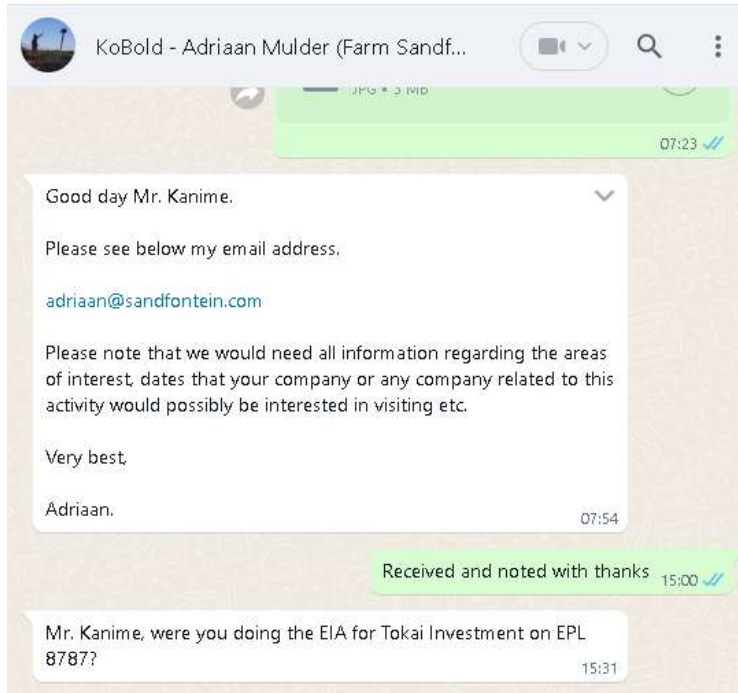 KoBold - Adriaan Mulder (Farm Sandf...
JPG • 3 MB
07:23
Good day Mr. Kanime.
Please see below my email address.
adriaan@sandfontein.com
Please note that we would need all information regarding the areas
of interest, dates that your company or any company related to this
activity would possibly be interested in visiting etc.
Very best,
Adriaan.
07:54
Received and noted with thanks
15:00
Mr. Kanime, were you doing the EIA for Tokai Investment on EPL
8787?
15:31